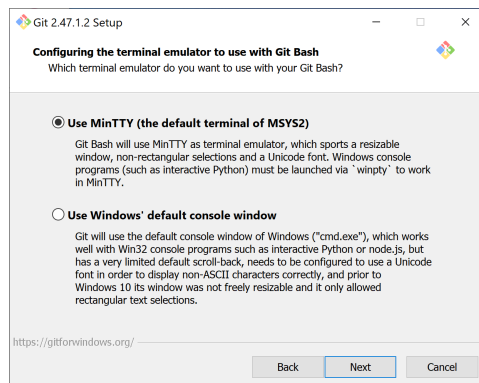 Git 2.47.1.2 Setup
Configuring the terminal emulator to use with Git Bash
Which terminal emulator do you want to use with your Git Bash?
Use MinTTY (the default terminal of MSYS2)
Git Bash will use MinTTY as terminal emulator, which sports a resizable
window, non-rectangular selections and a Unicode font. Windows console
programs (such as interactive Python) must be launched via `winpty` to work
in MinTTY.
Use Windows' default console window
Git will use the default console window of Windows ("cmd.exe"), which works
well with Win32 console programs such as interactive Python or node.js, but
has a very limited default scroll-back, needs to be configured to use a Unicode
font in order to display non-ASCII characters correctly, and prior to
Windows 10 its window was not freely resizable and it only allowed
rectangular text selections.
https://gitforwindows.org/
Back Next Cancel